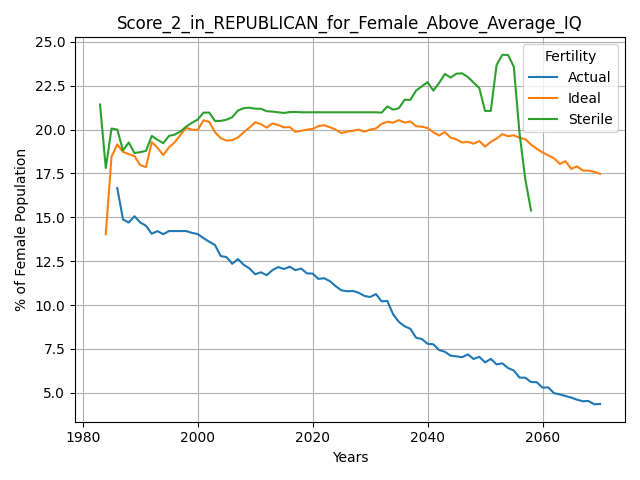 Score_2_in_REPUBLICAN_for_Female_Above_Average_IQ
25.0
22.5
20.0
17.5
15.0
12.5
10.0
7.5
5.0
% of Female Population
Fertility
Actual
Ideal
Sterile
1980
2000
2020
2040
2060
Years